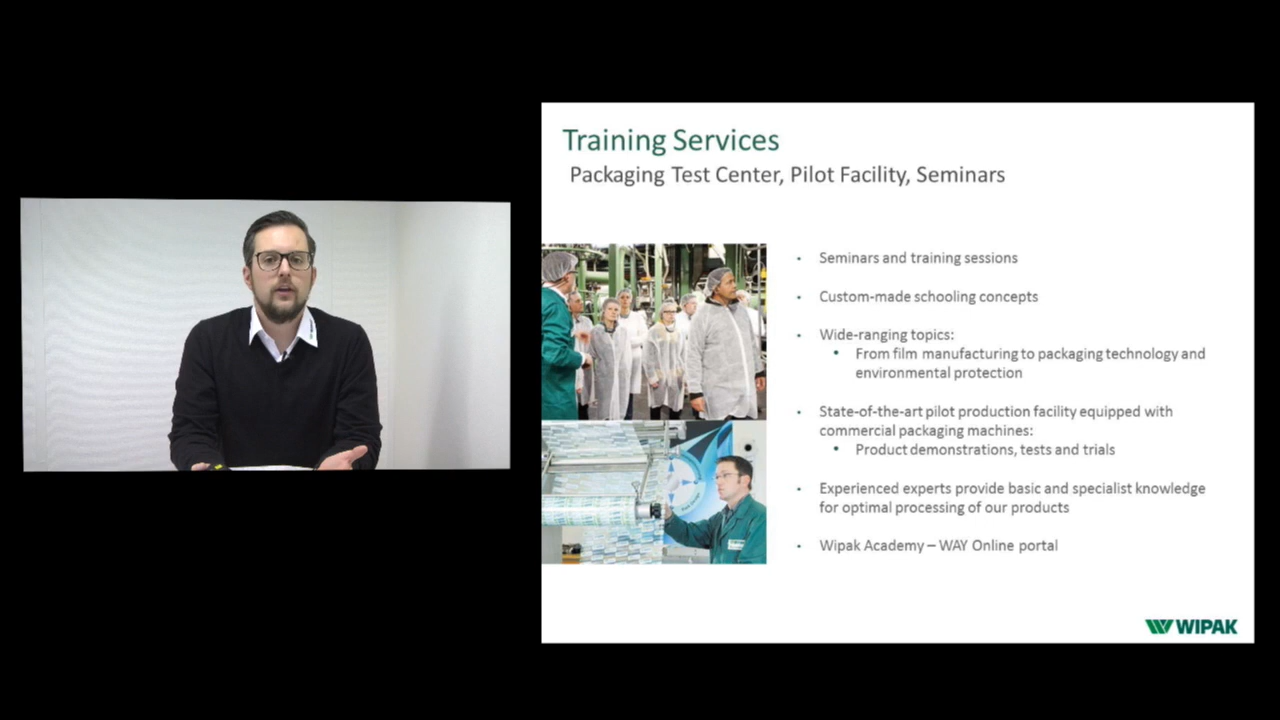 Training Services
Packaging Test Center, Pilot Facility, Seminars
• Seminars and training sessions
• Custom-made schooling concepts
• Wide-ranging topics:
• From film manufacturing to packaging technology and
environmental protection
• State-of-the-art pilot production facility equipped with
commercial packaging machines:
• Product demonstrations, tests and trials
• Experienced experts provide basic and specialist knowledge
for optimal processing of our products
• Wipak Academy – WAY Online portal
WIPAK